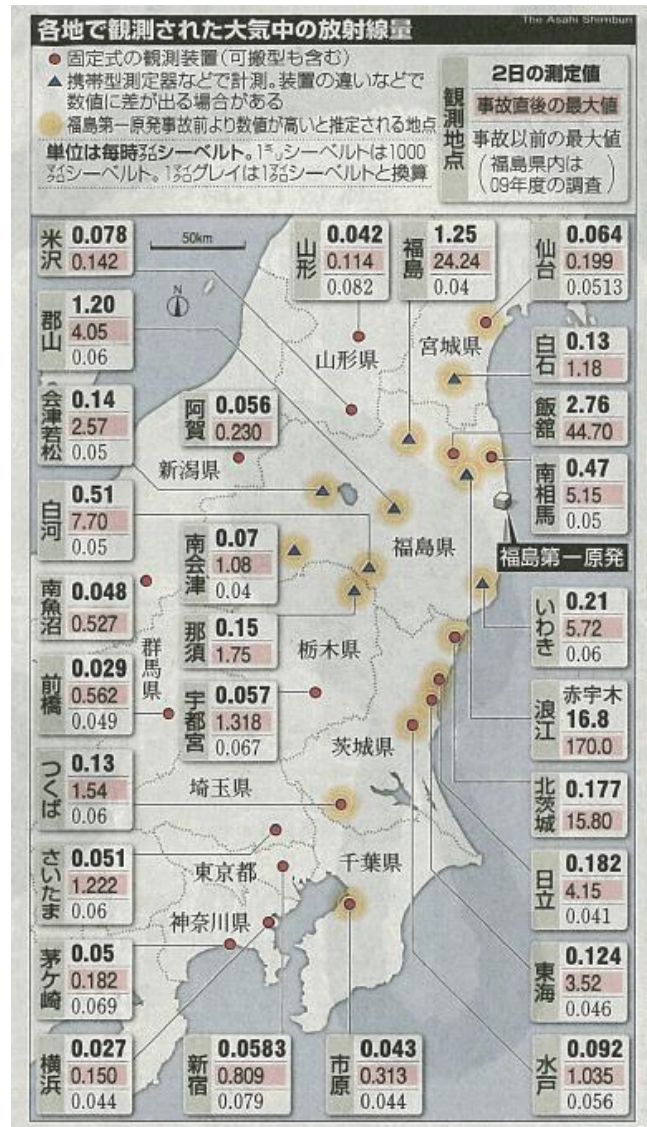 各地で観測された大気中の放射線量
The Asahi Shimbun
● 固定式の観測装置(可搬型も含む)
▲ 携帯型測定器などで計測。装置の違いなどで
数値に差が出る場合がある
福島第一原発事故前より数値が高いと推定される地点
単位は毎時マイクロシーベルト。1ミリシーベルトは1000
マイクロシーベルト。1マイクログレイは1マイクロシーベルトと換算
観測地点
2日の測定値
事故直後の最大値
事故以前の最大値
(福島県内は
09年度の調査)
米沢
0.078
0.142
50km
N
山形
0.042
0.114
0.082
福島
1.25
24.24
0.04
仙台
0.064
0.199
0.0513
郡山
1.20
4.05
0.06
山形県
宮城県
白石
0.13
1.18
会津若松
0.14
2.57
0.05
阿賀
0.056
0.230
飯舘
2.76
44.70
新潟県
南相馬
0.47
5.15
0.05
白河
0.51
7.70
0.05
南会津
0.07
1.08
0.04
福島県
福島第一原発
南魚沼
0.048
0.527
那須
0.15
1.75
いわき
0.21
5.72
0.06
群馬県
栃木県
前橋
0.029
0.562
0.049
宇都宮
0.057
1.318
0.067
浪江
赤宇木
16.8
170.0
茨城県
つくば
0.13
1.54
0.06
埼玉県
北茨城
0.177
15.80
さいたま
0.051
1.222
0.06
東京都
千葉県
日立
0.182
4.15
0.041
神奈川県
茅ケ崎
0.05
0.182
0.069
東海
0.124
3.52
0.046
横浜
0.027
0.150
0.044
新宿
0.0583
0.809
0.079
市原
0.043
0.313
0.044
水戸
0.092
1.035
0.056